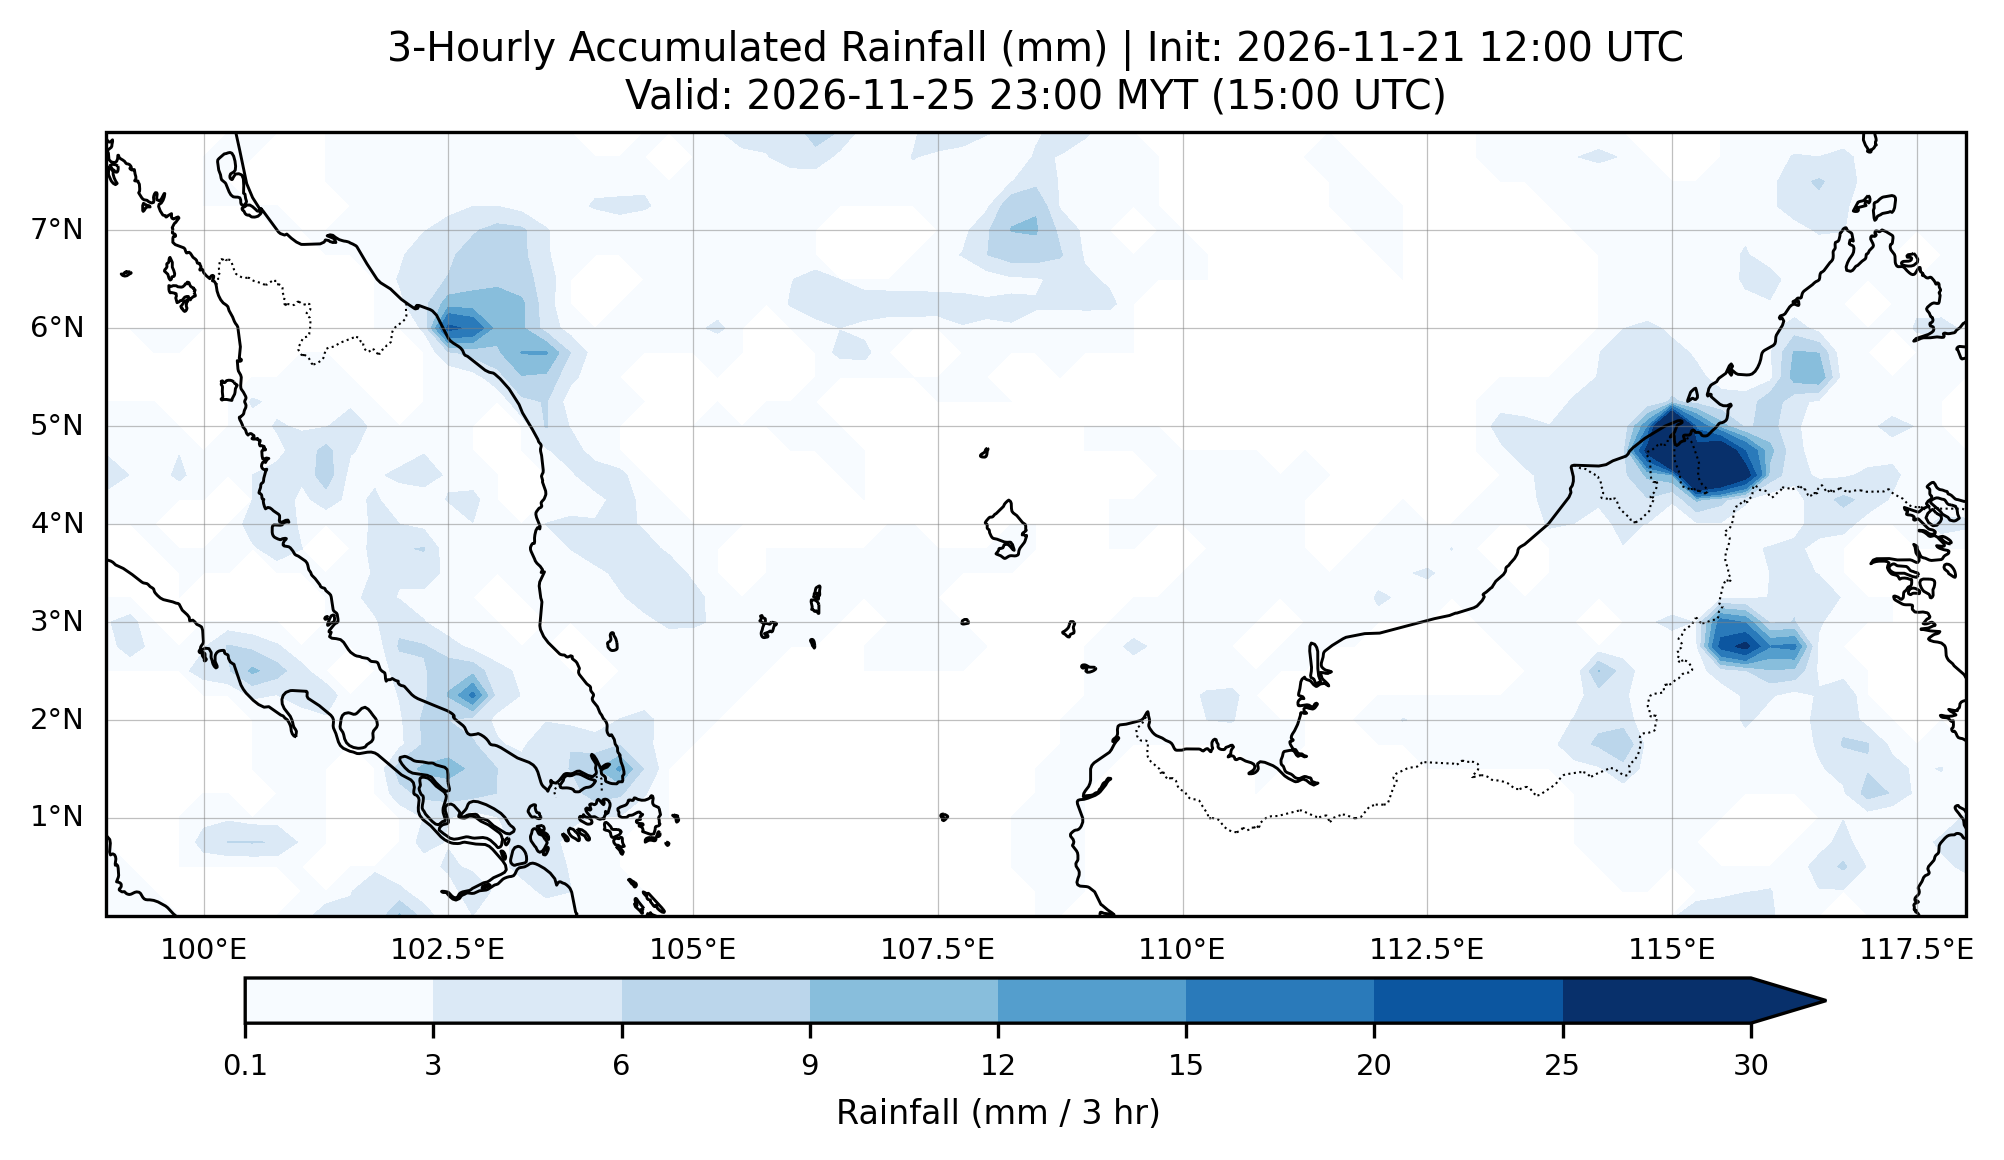 3-Hourly Accumulated Rainfall (mm) | Init: 2026-11-21 12:00 UTC
Valid: 2026-11-25 23:00 MYT (15:00 UTC)
7°N
6°N
5°N
4°N
3°N
2°N
1°N
100°E 102.5°E 105°E 107.5°E 110°E 112.5°E 115°E 117.5°E
0.1 3 6 9 12 15 20 25 30
Rainfall (mm / 3 hr)